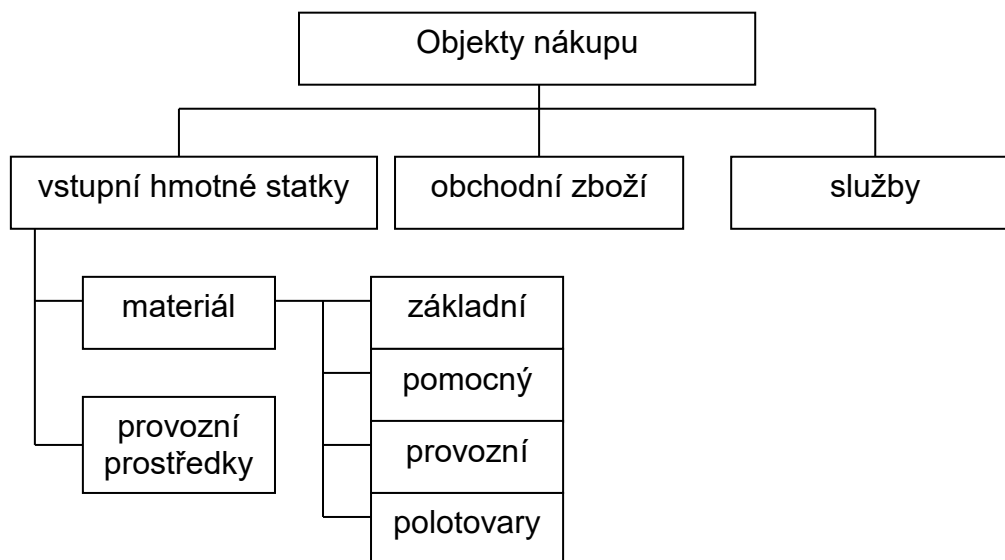 Objekty nákupu
vstupní hmotné statky
obchodní zboží
služby
materiál
základní
pomocný
provozní
prostředky
provozní
polotovary